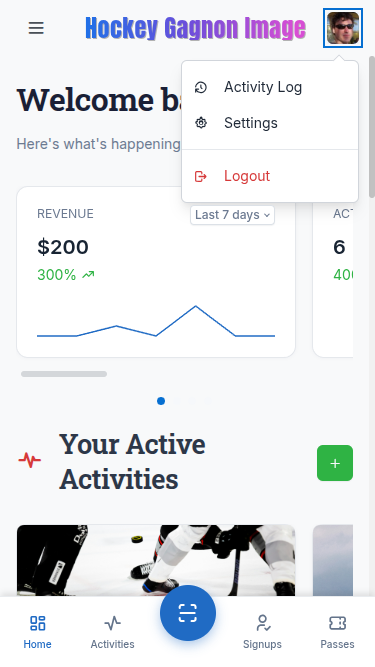 Hockey Gagnon Image
Activity Log
Settings
Logout
Welcome ba
Here's what's happening
REVENUE
Last 7 days
$200
300%
ACT
6
400
Your Active
Activities
+
Home
Activities
Signups
Passes